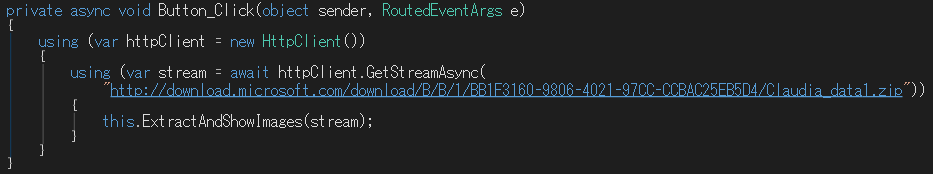 private async void Button_Click(object sender, RoutedEventArgs e)
{
using (var httpClient = new HttpClient())
{
using (var stream = await httpClient.GetStreamAsync(
"http://download.microsoft.com/download/B/B/1/BB1F3160-9806-4021-97CC-CCBAC25EB5D4/Claudia_data1.zip"))
{
this.ExtractAndShowImages(stream);
}
}
}